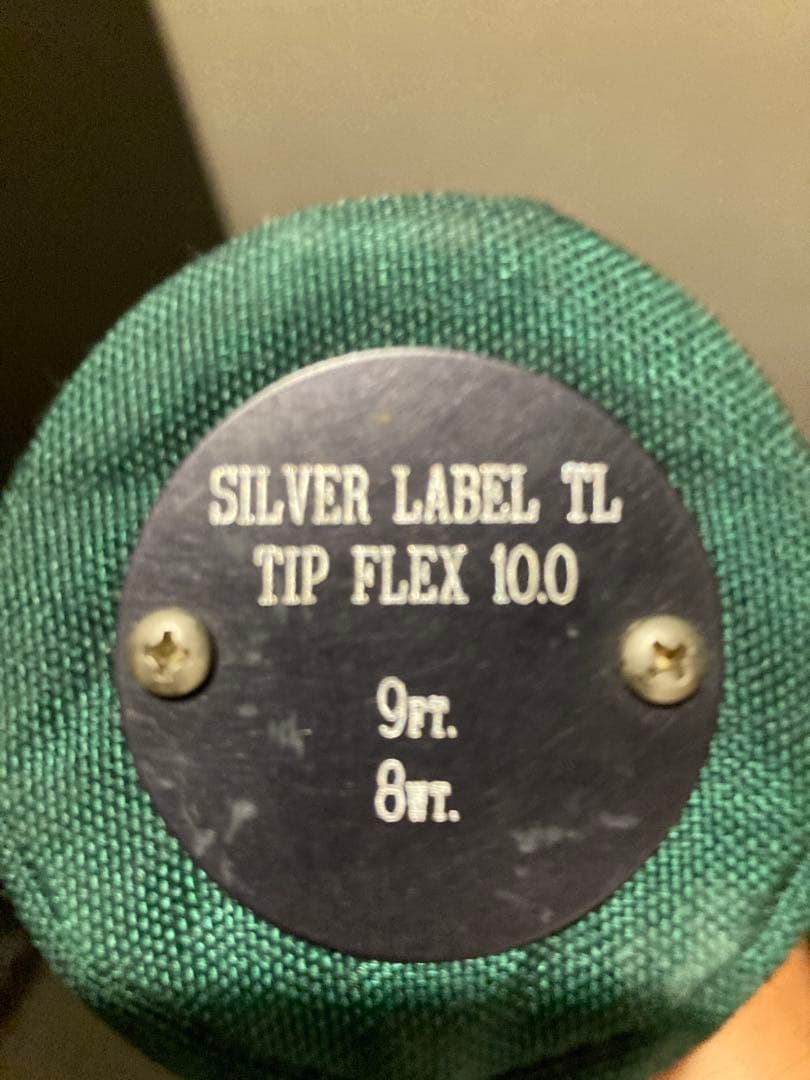 SILVER LABEL TL
TIP FLEX 10.0
9FT.
8WT.